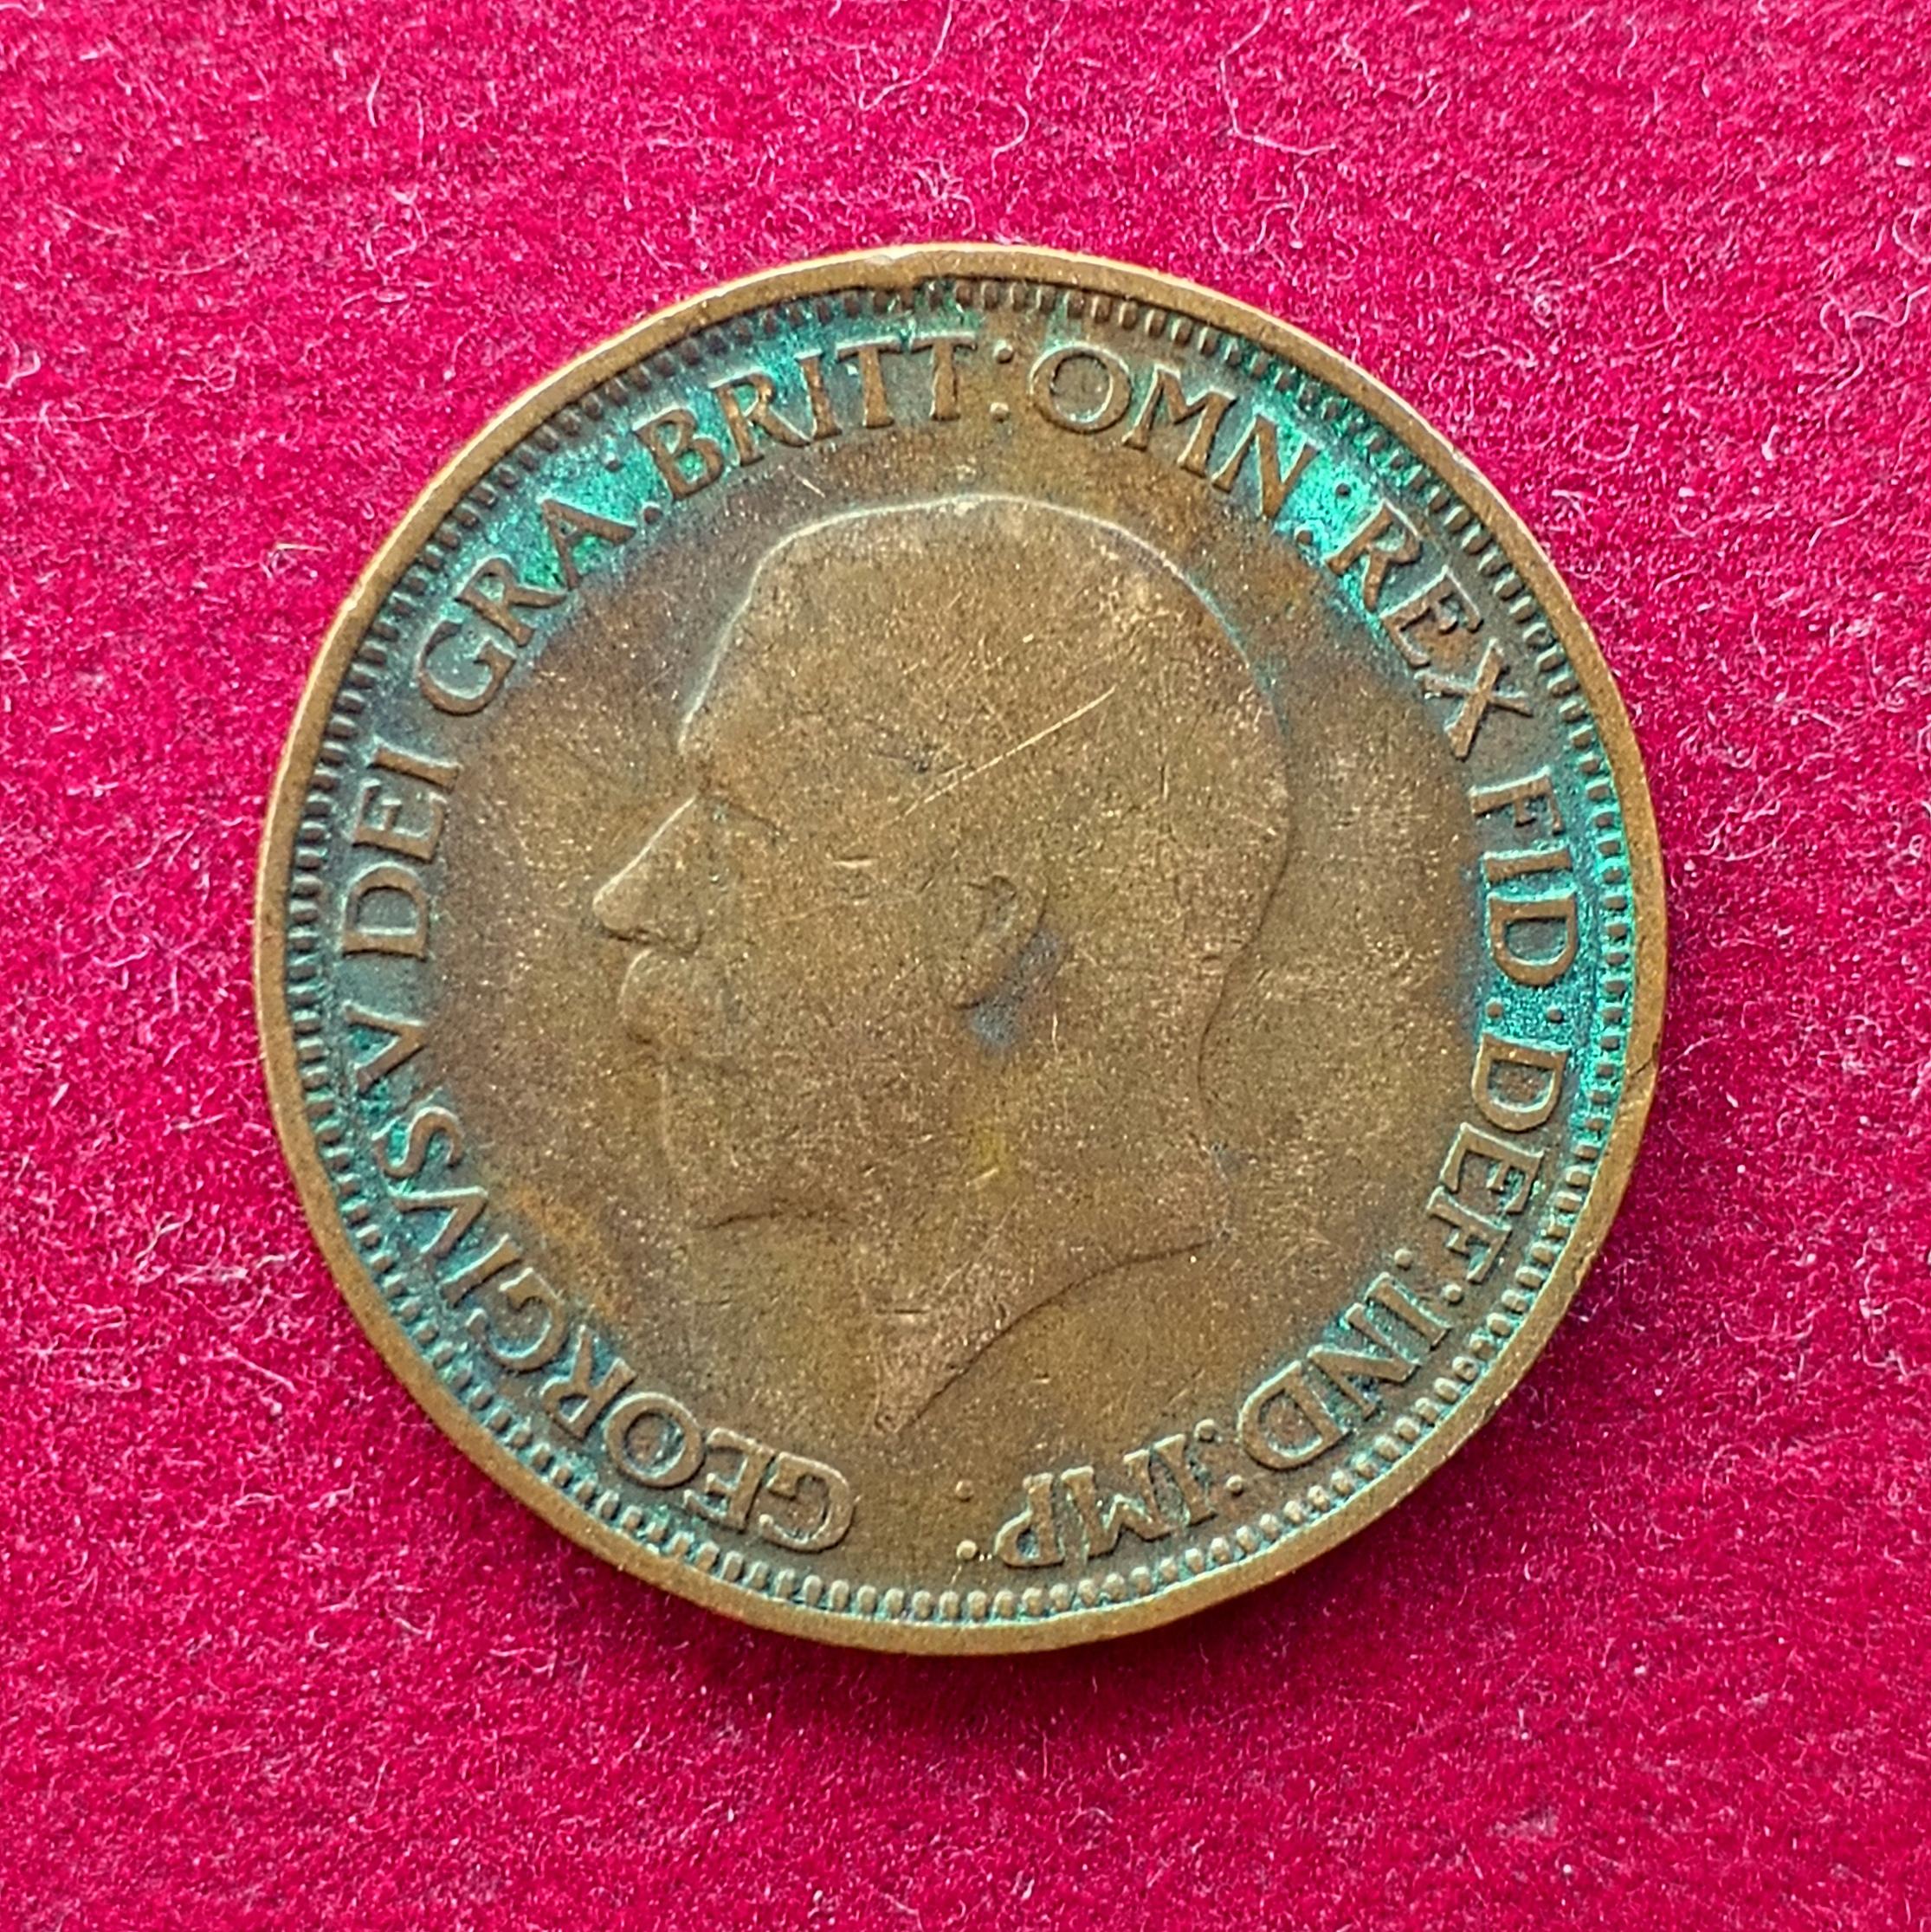 GEORGIVS V DEI GRA: BRITT: OMN: REX FID: DEF: IND: IMP: